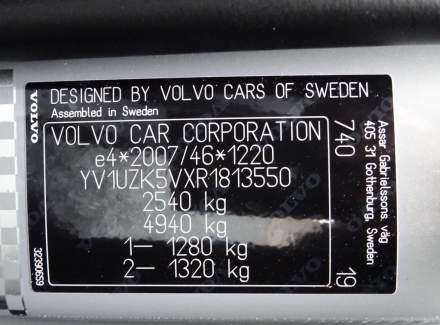 VOLVO
DESIGNED BY VOLVO CARS OF SWEDEN
Assembled in Sweden
VOLVO CAR CORPORATION
e4*2007/46*1220
YV1UZK5VXR1813550
2540 kg
4940 kg
1— 1280 kg
2— 1320 kg
740
19
Assar Gabrielssons väg
405 31 Gothenburg, Sweden
32390659